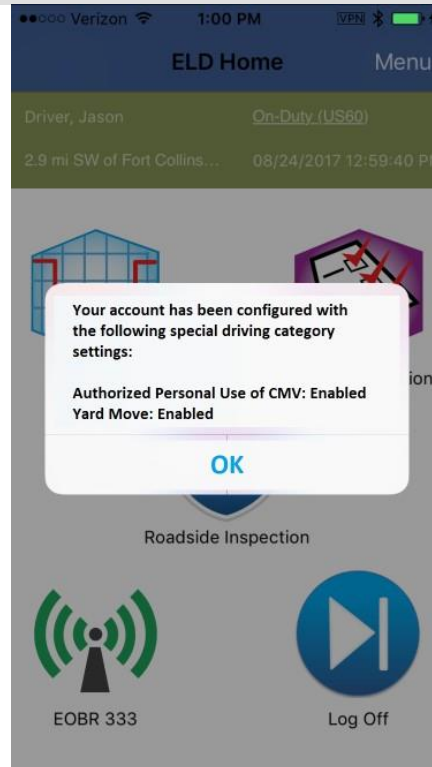 Verizon 1:00 PM VPN
ELD Home Menu
Driver, Jason On-Duty (US60)
2.9 mi SW of Fort Collins... 08/24/2017 12:59:40 PM
Your account has been configured with
the following special driving category
settings:
Authorized Personal Use of CMV: Enabled
Yard Move: Enabled
OK
Roadside Inspection
EOBR 333 Log Off